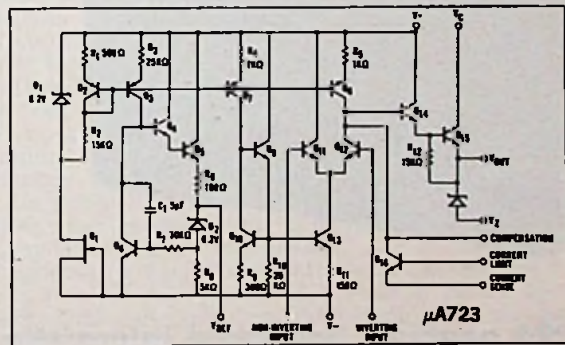 V+
VC
R1 500Ω
R3
25KΩ
R4
1KΩ
R5
1KΩ
D1
6.2V
Q2
Q3
Q7
Q8
Q14
Q4
R2
15KΩ
Q5
Q9
Q11
Q12
Q15
R12
15KΩ
VOUT
R6
100Ω
C1 5pF
D2
6.2V
VZ
Q1
Q6
R7 30KΩ
Q10
Q13
COMPENSATION
R8
5KΩ
R9
300Ω
R10
20
KΩ
R11
150Ω
Q16
CURRENT
LIMIT
CURRENT
SENSE
VREF
NON-INVERTING
INPUT
V−
INVERTING
INPUT
μA723